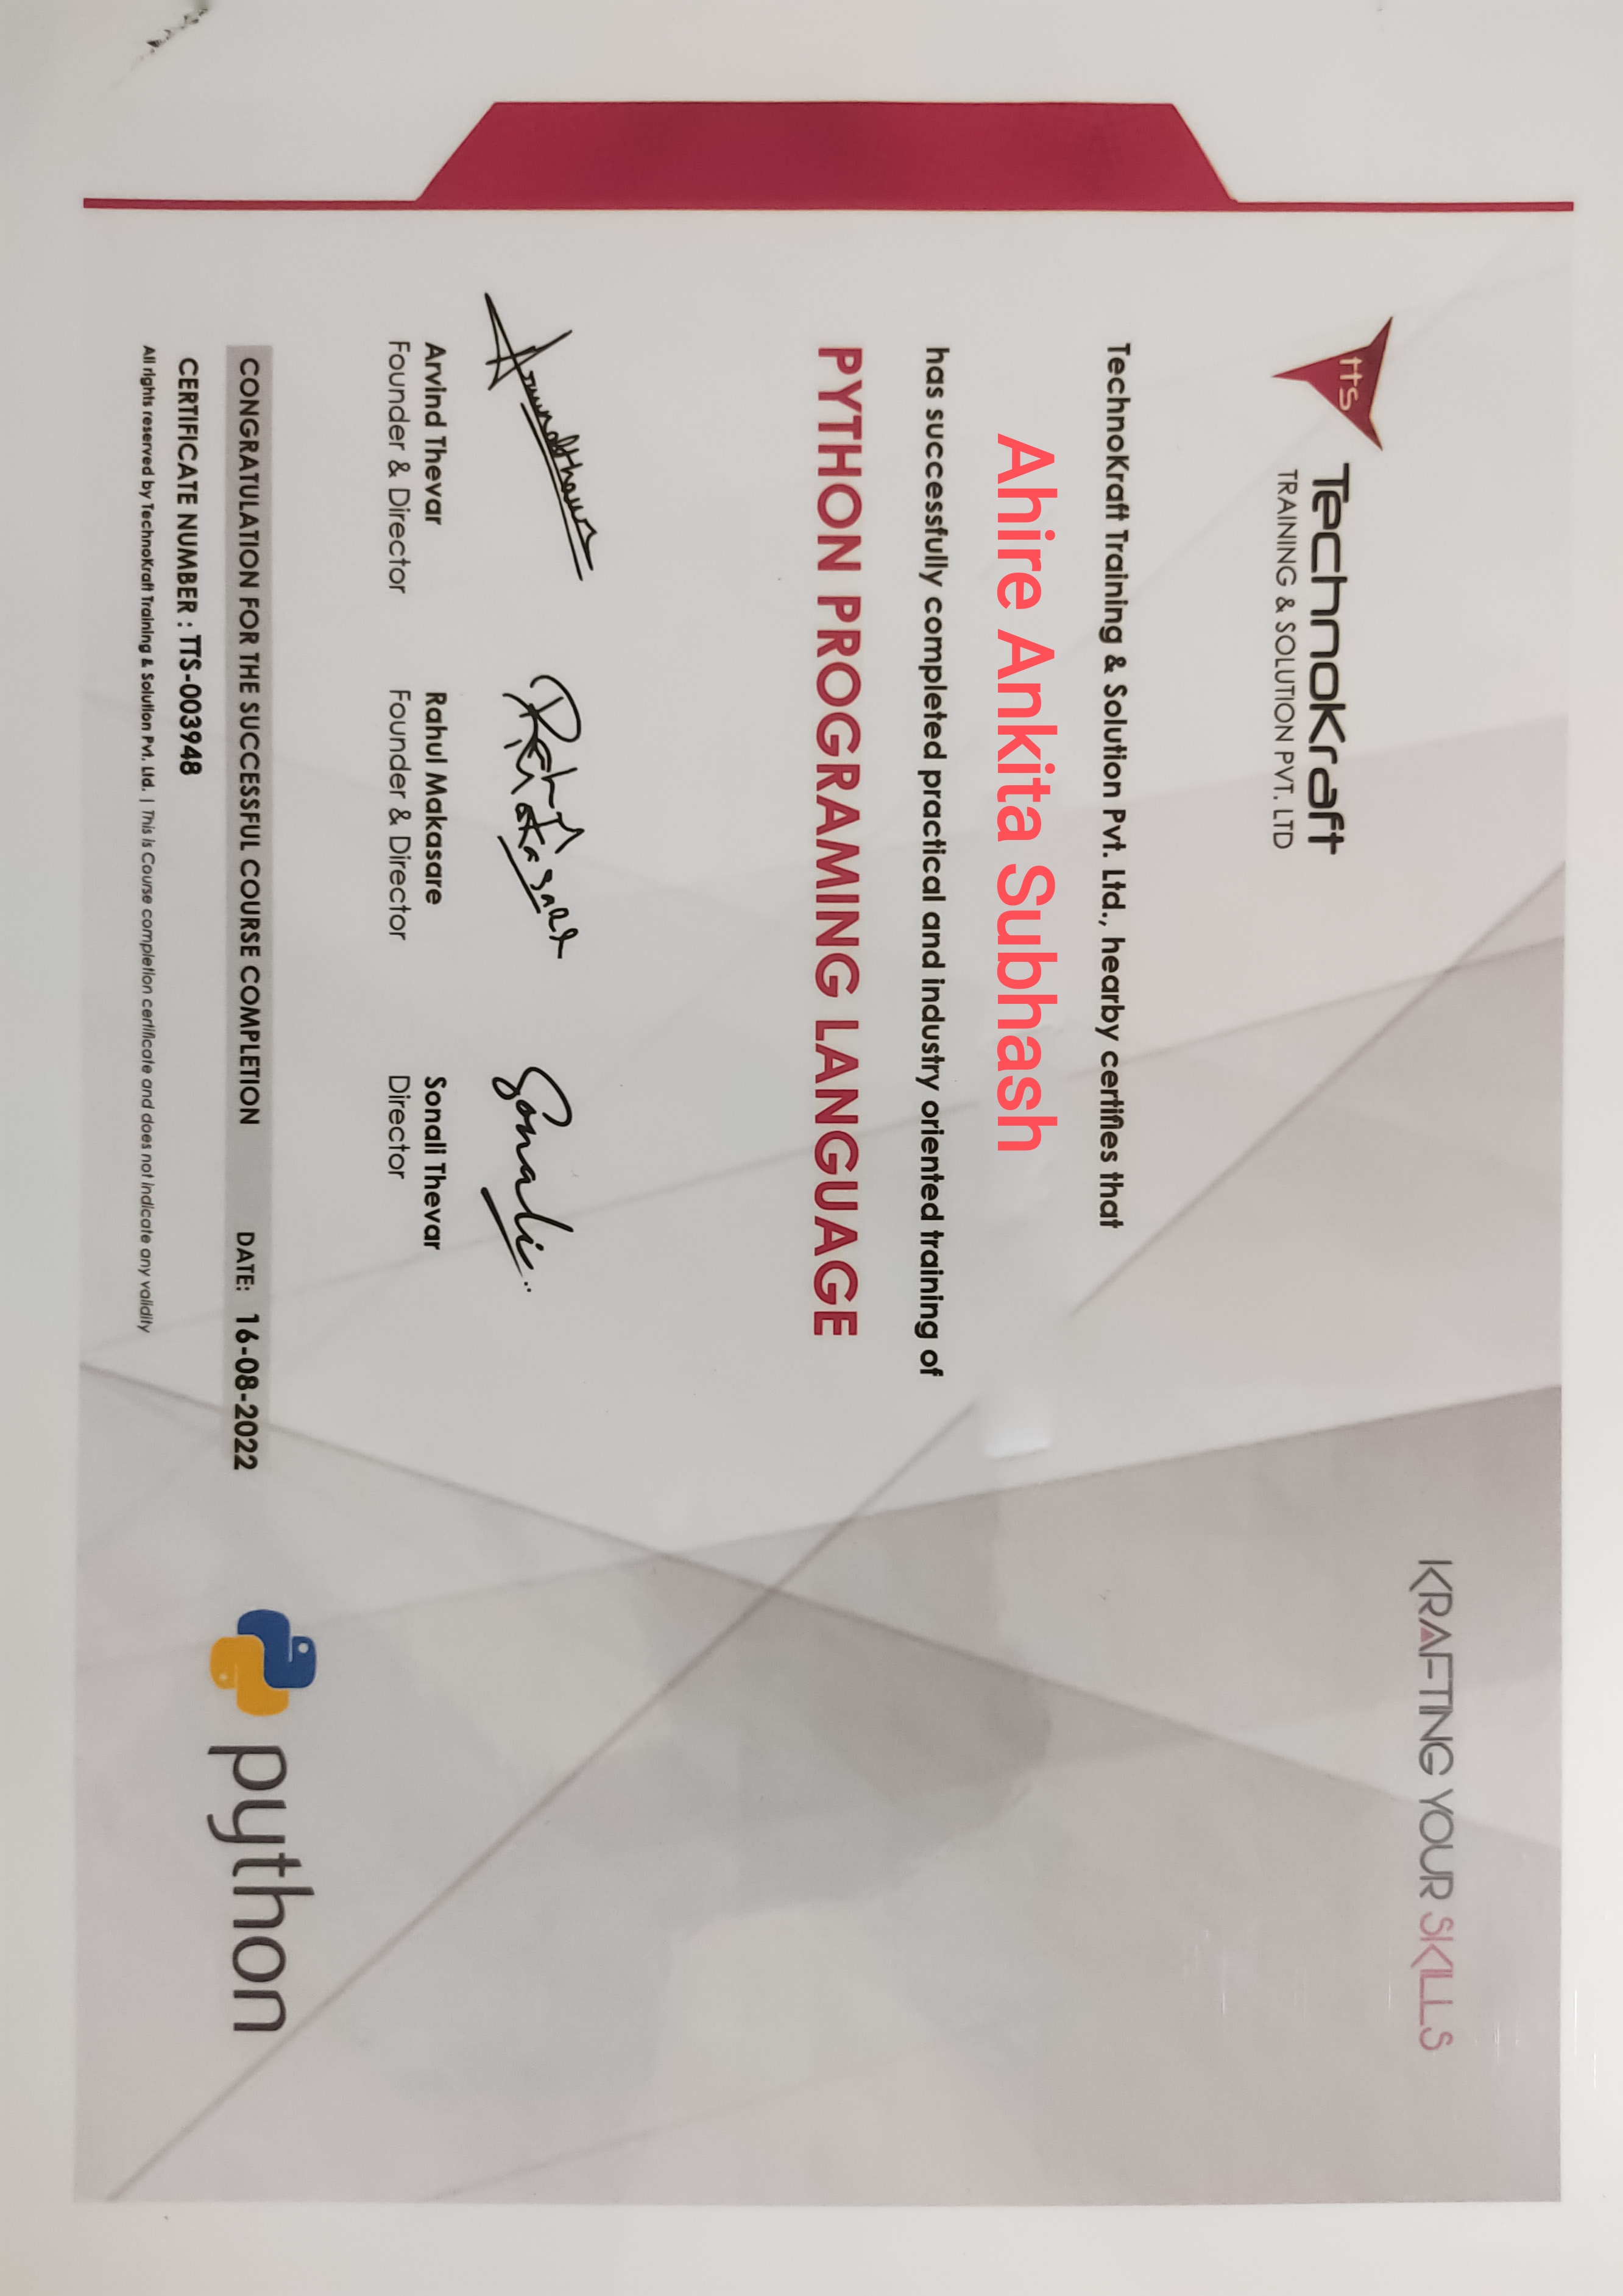 KRAFTING YOUR SKILLS
tts
TechnoKraft
TRAINING & SOLUTION PVT. LTD
TechnoKraft Training & Solution Pvt. Ltd., hearby certifies that
Ahire Ankita Subhash
has successfully completed practical and industry oriented training of
PYTHON PROGRAMING LANGUAGE
Sonali
Arvind Thevar
Founder & Director
Rahul Makasare
Founder & Director
Sonali Thevar
Director
CONGRATULATION FOR THE SUCCESSFUL COURSE COMPLETION DATE: 16-08-2022
CERTIFICATE NUMBER : TTS-003948
All rights reserved by TechnoKraft Training & Solution Pvt. Ltd. | This is Course completion certificate and does not indicate any validity
python